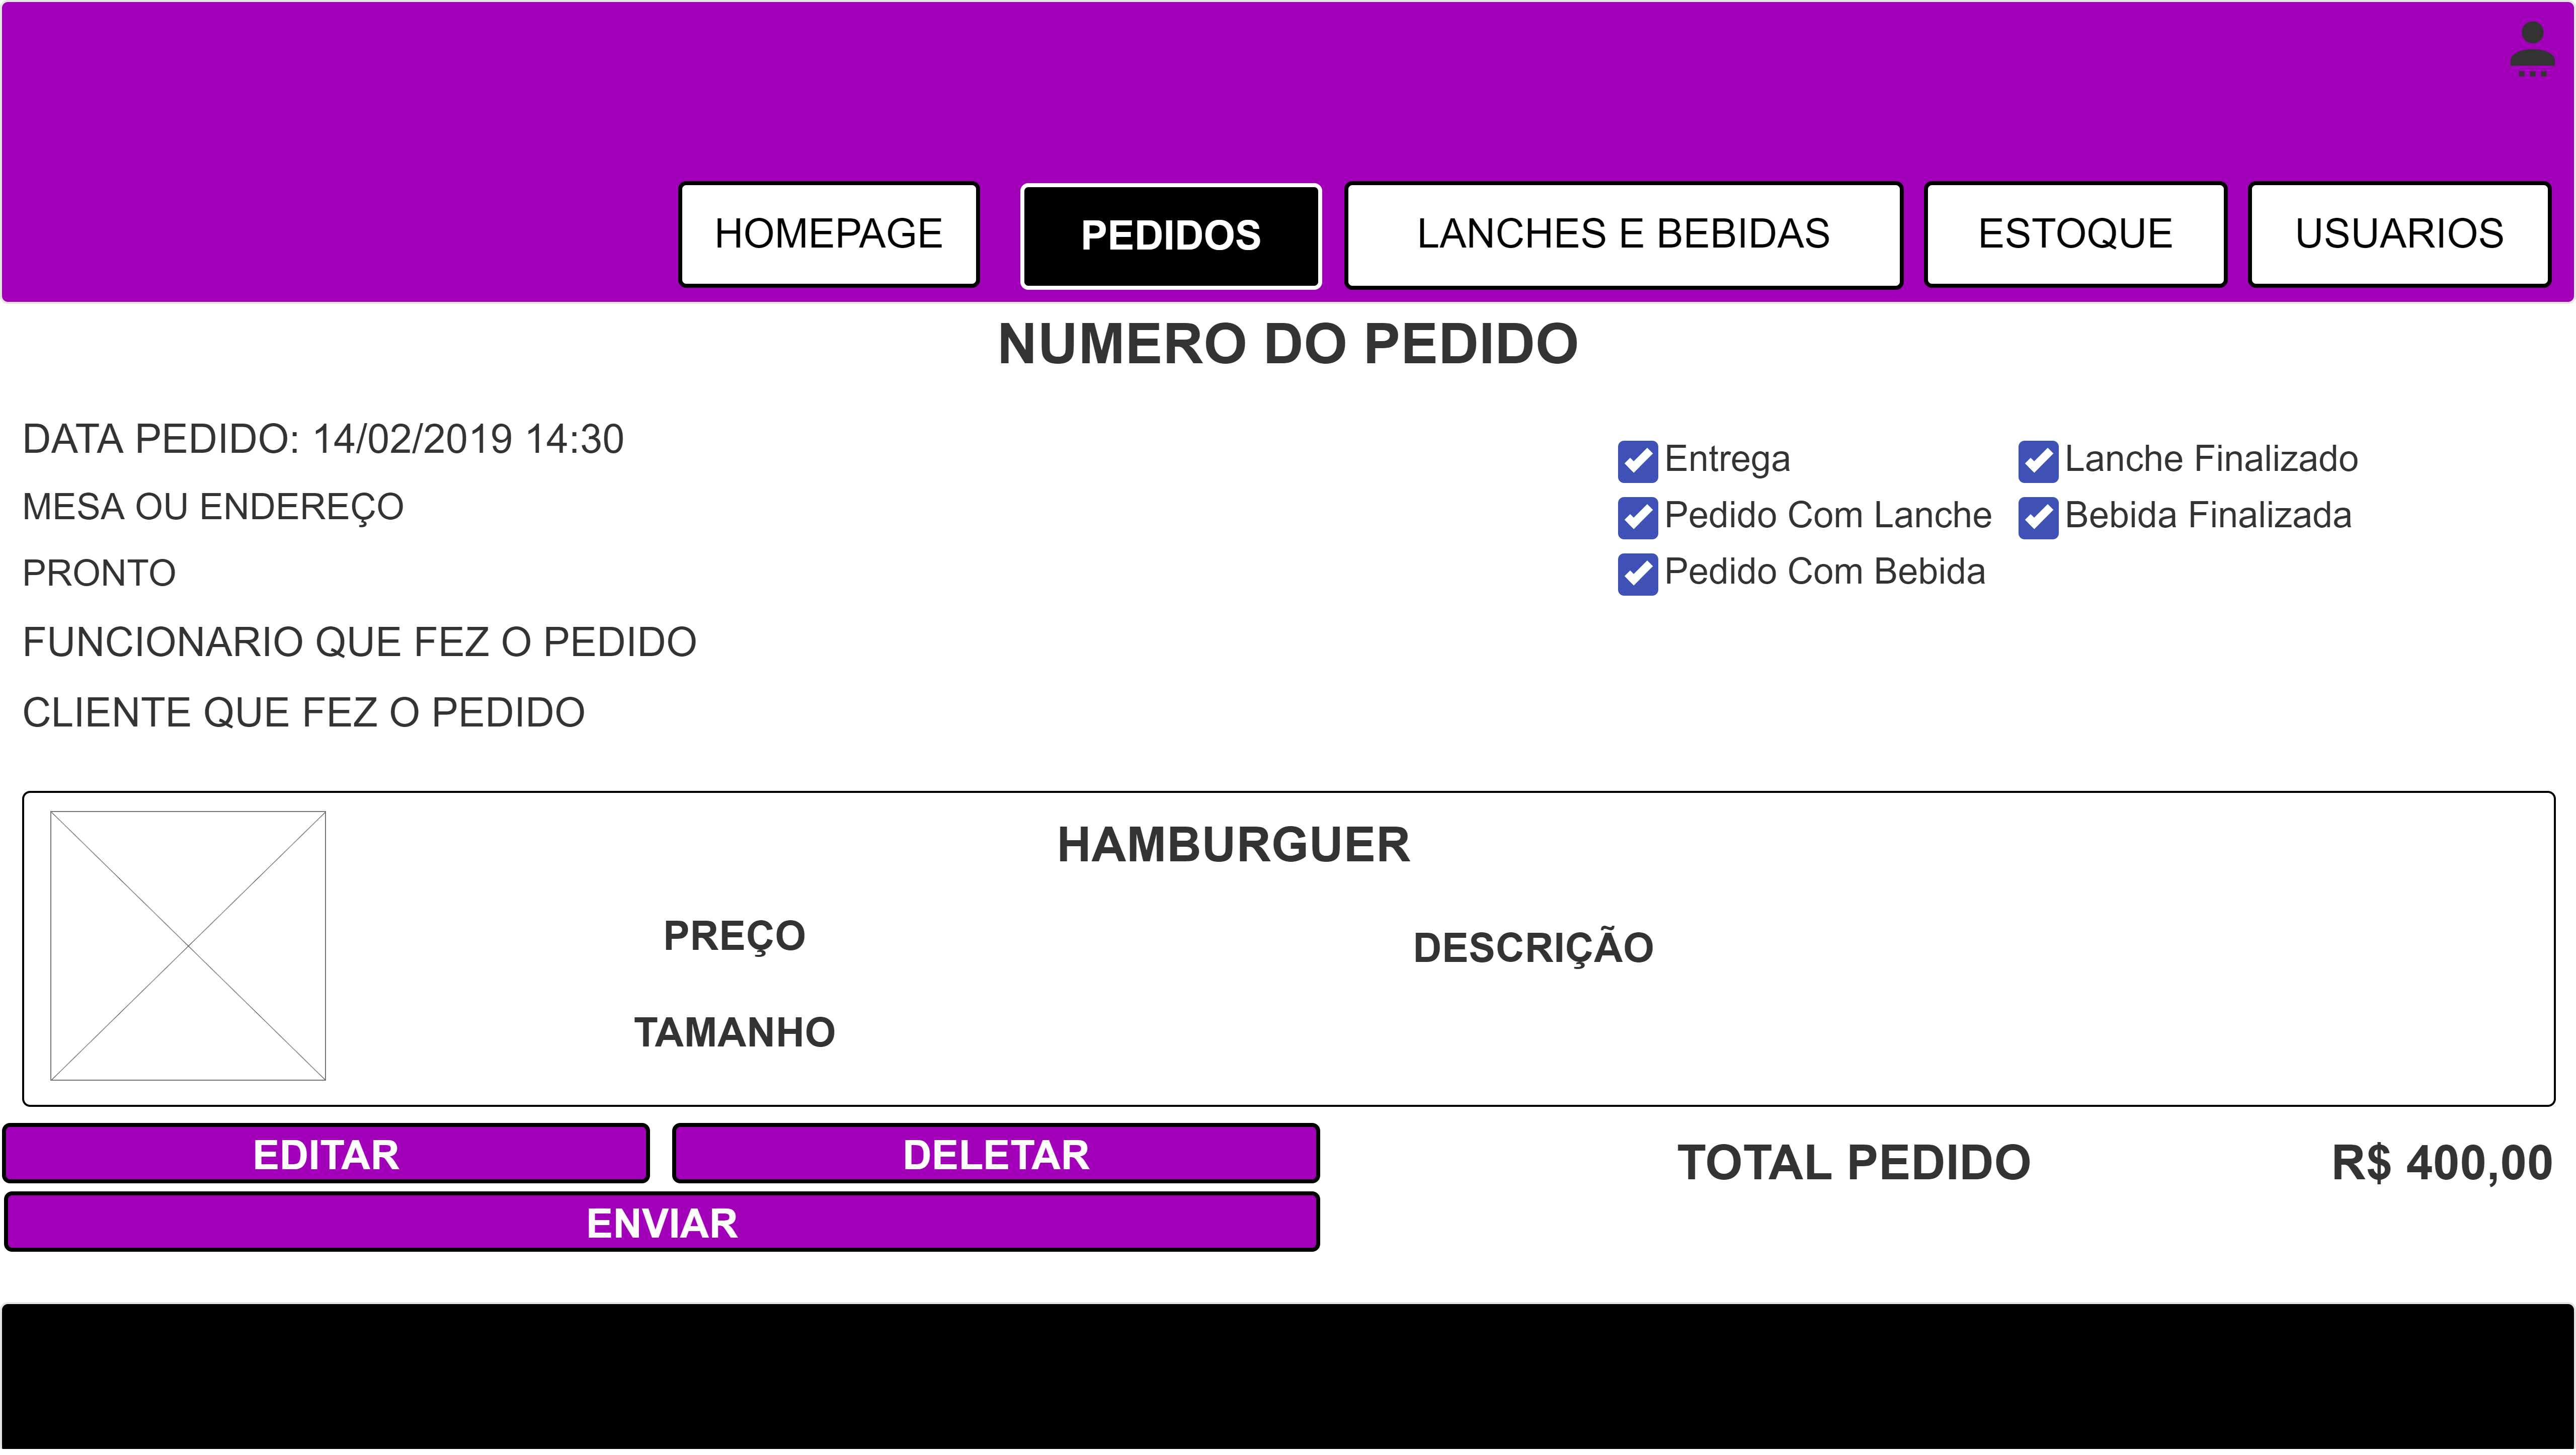 HOMEPAGE
PEDIDOS
LANCHES E BEBIDAS
ESTOQUE
USUARIOS
NUMERO DO PEDIDO
DATA PEDIDO: 14/02/2019 14:30
MESA OU ENDEREÇO
PRONTO
FUNCIONARIO QUE FEZ O PEDIDO
CLIENTE QUE FEZ O PEDIDO
Entrega
Pedido Com Lanche
Pedido Com Bebida
Lanche Finalizado
Bebida Finalizada
HAMBURGUER
PREÇO
TAMANHO
DESCRIÇÃO
EDITAR
DELETAR
ENVIAR
TOTAL PEDIDO
R$ 400,00